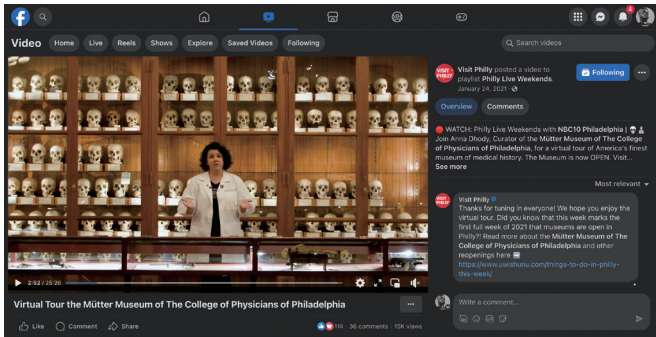 4
Video
Home
Live
Reels
Shows
Explore
Saved Videos
Following
Search videos
VISIT PHILLY
Visit Philly posted a video to
playlist Philly Live Weekends.
January 24, 2021 ·
Following
Overview
Comments
🔴 WATCH: Philly Live Weekends with NBC10 Philadelphia |
Join Anna Dhody, Curator of the Mütter Museum of The College
of Physicians of Philadelphia, for a virtual tour of America's finest
museum of medical history. The Museum is now OPEN. Visit...
See more
Most relevant
VISIT PHILLY
Visit Philly
Thanks for tuning in everyone! We hope you enjoy the
virtual tour. Did you know that this week marks the
first full week of 2021 that museums are open in
Philly?! Read more about the Mütter Museum of The
College of Physicians of Philadelphia and other
reopenings here ➡️
https://www.uwishunu.com/things-to-do-in-philly-
this-week/
Write a comment...
2:52 / 25:26
Virtual Tour the Mütter Museum of The College of Physicians of Philadelphia
Like
Comment
Share
110 · 36 comments · 15K views